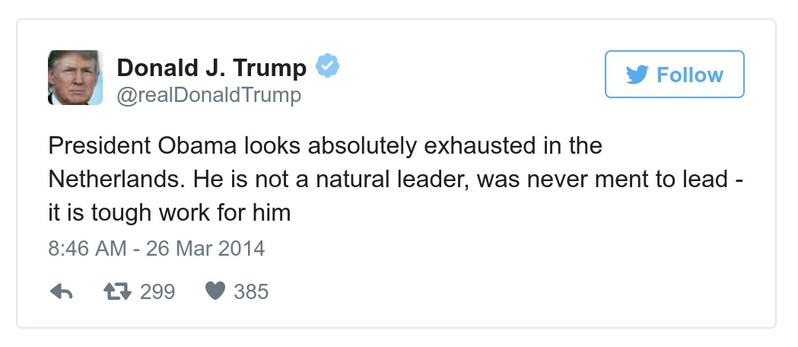 Donald J. Trump
@realDonaldTrump
Follow
President Obama looks absolutely exhausted in the
Netherlands. He is not a natural leader, was never ment to lead -
it is tough work for him
8:46 AM - 26 Mar 2014
299 385